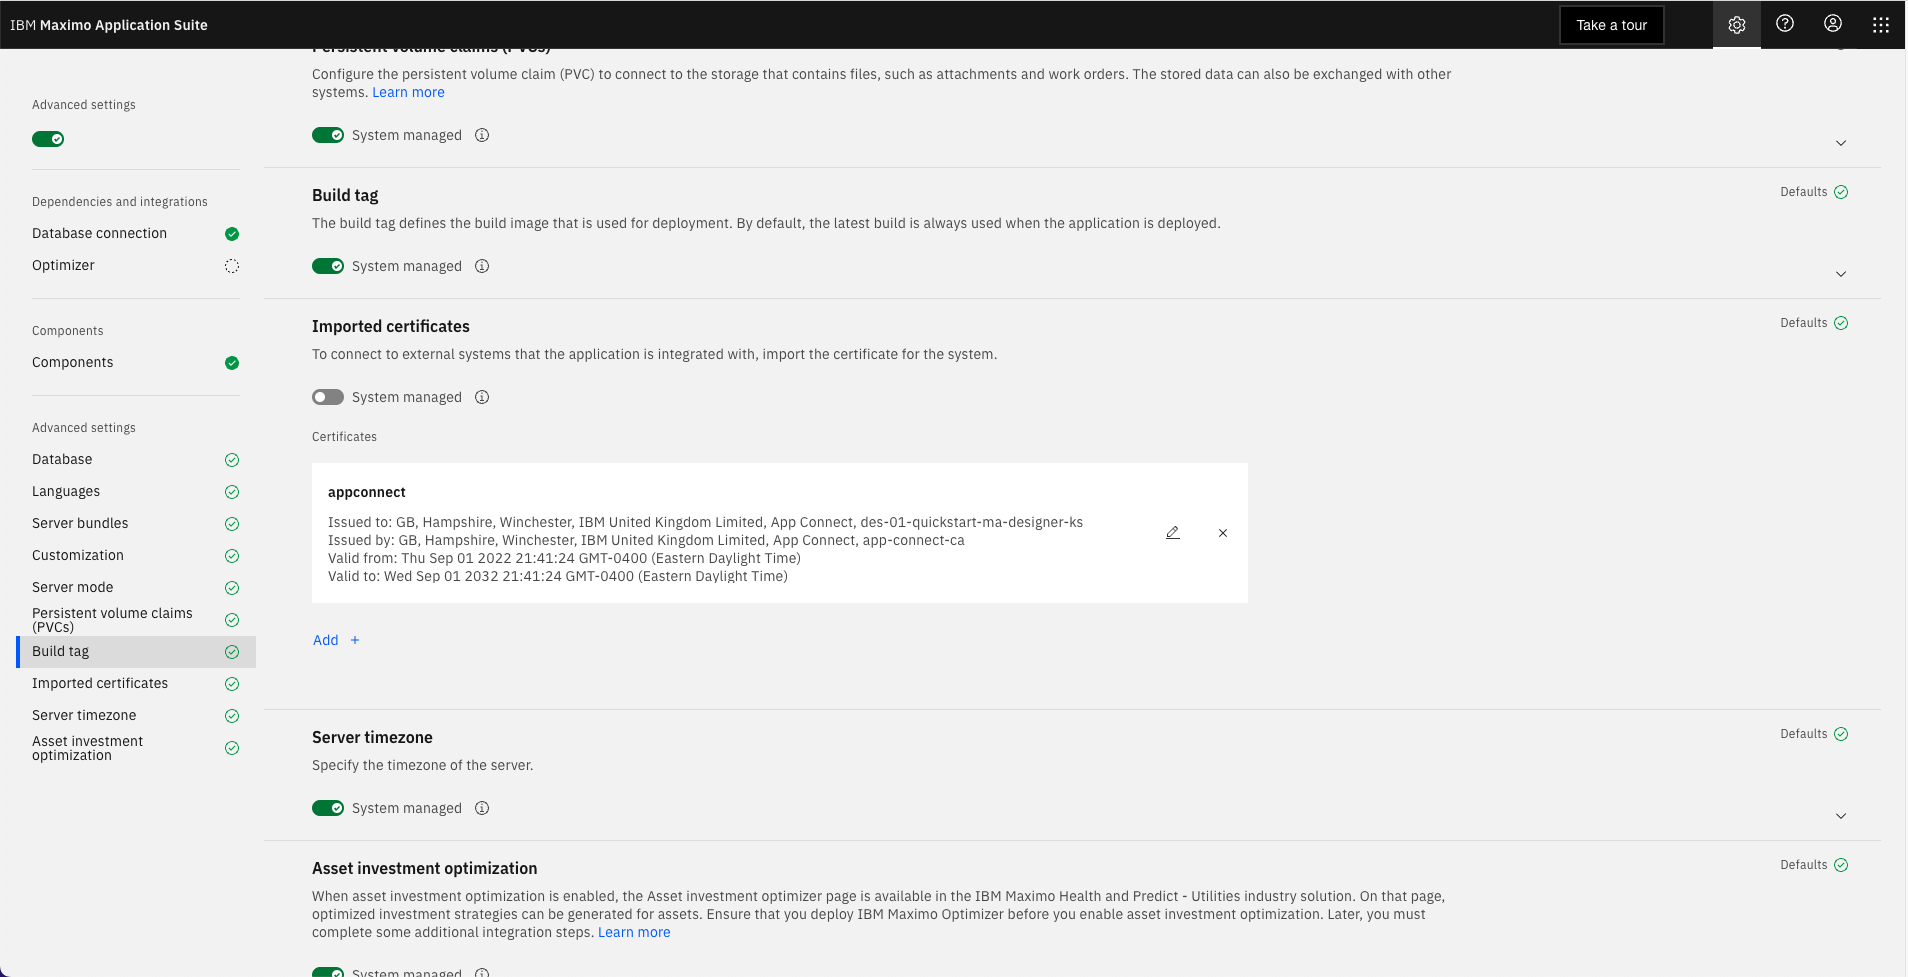 IBM Maximo Application Suite
Take a tour
Advanced settings
Dependencies and integrations
Database connection
Optimizer
Components
Components
Advanced settings
Database
Languages
Server bundles
Customization
Server mode
Persistent volume claims
(PVCs)
Build tag
Imported certificates
Server timezone
Asset investment
optimization
Persistent volume claims (PVCs)
Configure the persistent volume claim (PVC) to connect to the storage that contains files, such as attachments and work orders. The stored data can also be exchanged with other
systems. Learn more
System managed
Build tag
Defaults
The build tag defines the build image that is used for deployment. By default, the latest build is always used when the application is deployed.
System managed
Imported certificates
Defaults
To connect to external systems that the application is integrated with, import the certificate for the system.
System managed
Certificates
appconnect
Issued to: GB, Hampshire, Winchester, IBM United Kingdom Limited, App Connect, des-01-quickstart-ma-designer-ks
Issued by: GB, Hampshire, Winchester, IBM United Kingdom Limited, App Connect, app-connect-ca
Valid from: Thu Sep 01 2022 21:41:24 GMT-0400 (Eastern Daylight Time)
Valid to: Wed Sep 01 2032 21:41:24 GMT-0400 (Eastern Daylight Time)
Add +
Server timezone
Defaults
Specify the timezone of the server.
System managed
Asset investment optimization
Defaults
When asset investment optimization is enabled, the Asset investment optimizer page is available in the IBM Maximo Health and Predict - Utilities industry solution. On that page,
optimized investment strategies can be generated for assets. Ensure that you deploy IBM Maximo Optimizer before you enable asset investment optimization. Later, you must
complete some additional integration steps. Learn more
System managed